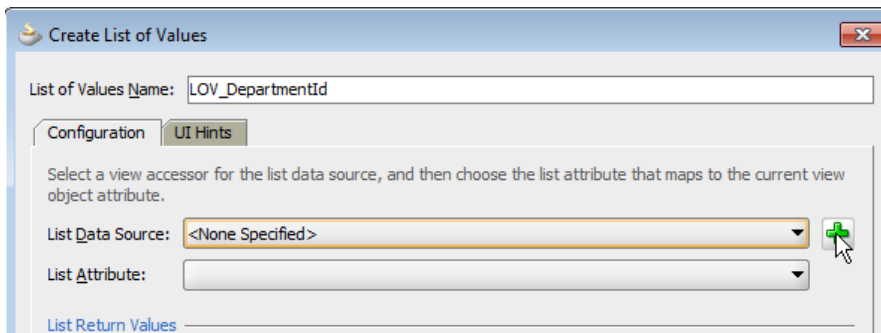 Create List of Values
List of Values Name: LOV_DepartmentId
Configuration UI Hints
Select a view accessor for the list data source, and then choose the list attribute that maps to the current view
object attribute.
List Data Source: <None Specified>
List Attribute:
List Return Values